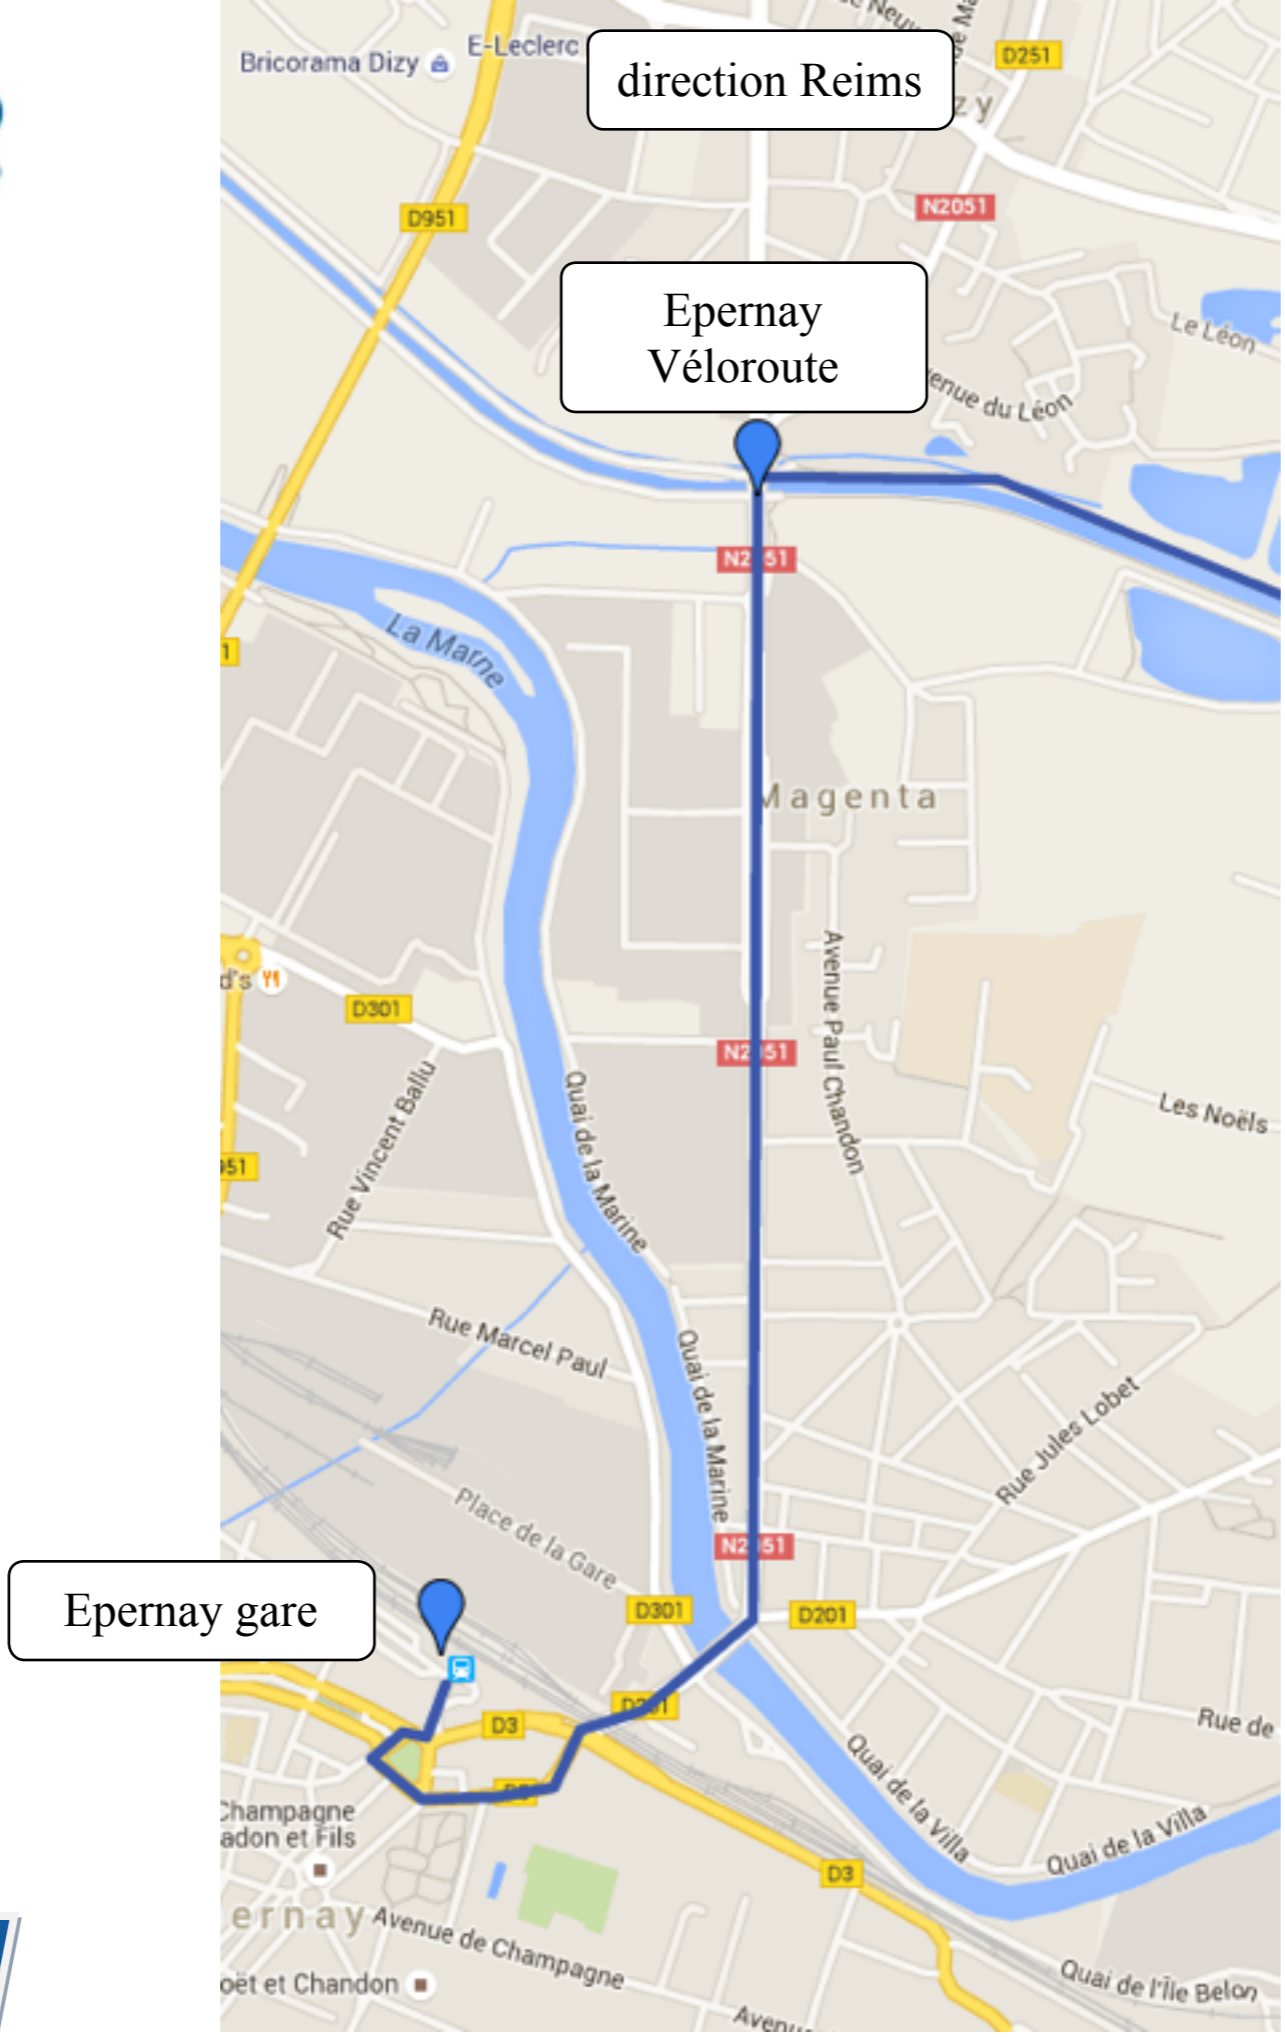 E-Leclerc
Bricorama Dizy
direction Reims
D251
zy
N2051
D951
Epernay
Véloroute
Le Léon
enue du Léon
La Marne
Magenta
D301
Avenue Paul Chandon
Les Noëls
Rue Vincent Ballu
Quai de la Marine
Rue Marcel Paul
Quai de la Marine
Rue Jules Lobet
Place de la Gare
Epernay gare
D301
D201
D3
Rue de
Quai de la Villa
Quai de la Villa
Champagne
adon et Fils
D3
ernay
Avenue de Champagne
oët et Chandon
Quai de l'Île Belon
Avenu